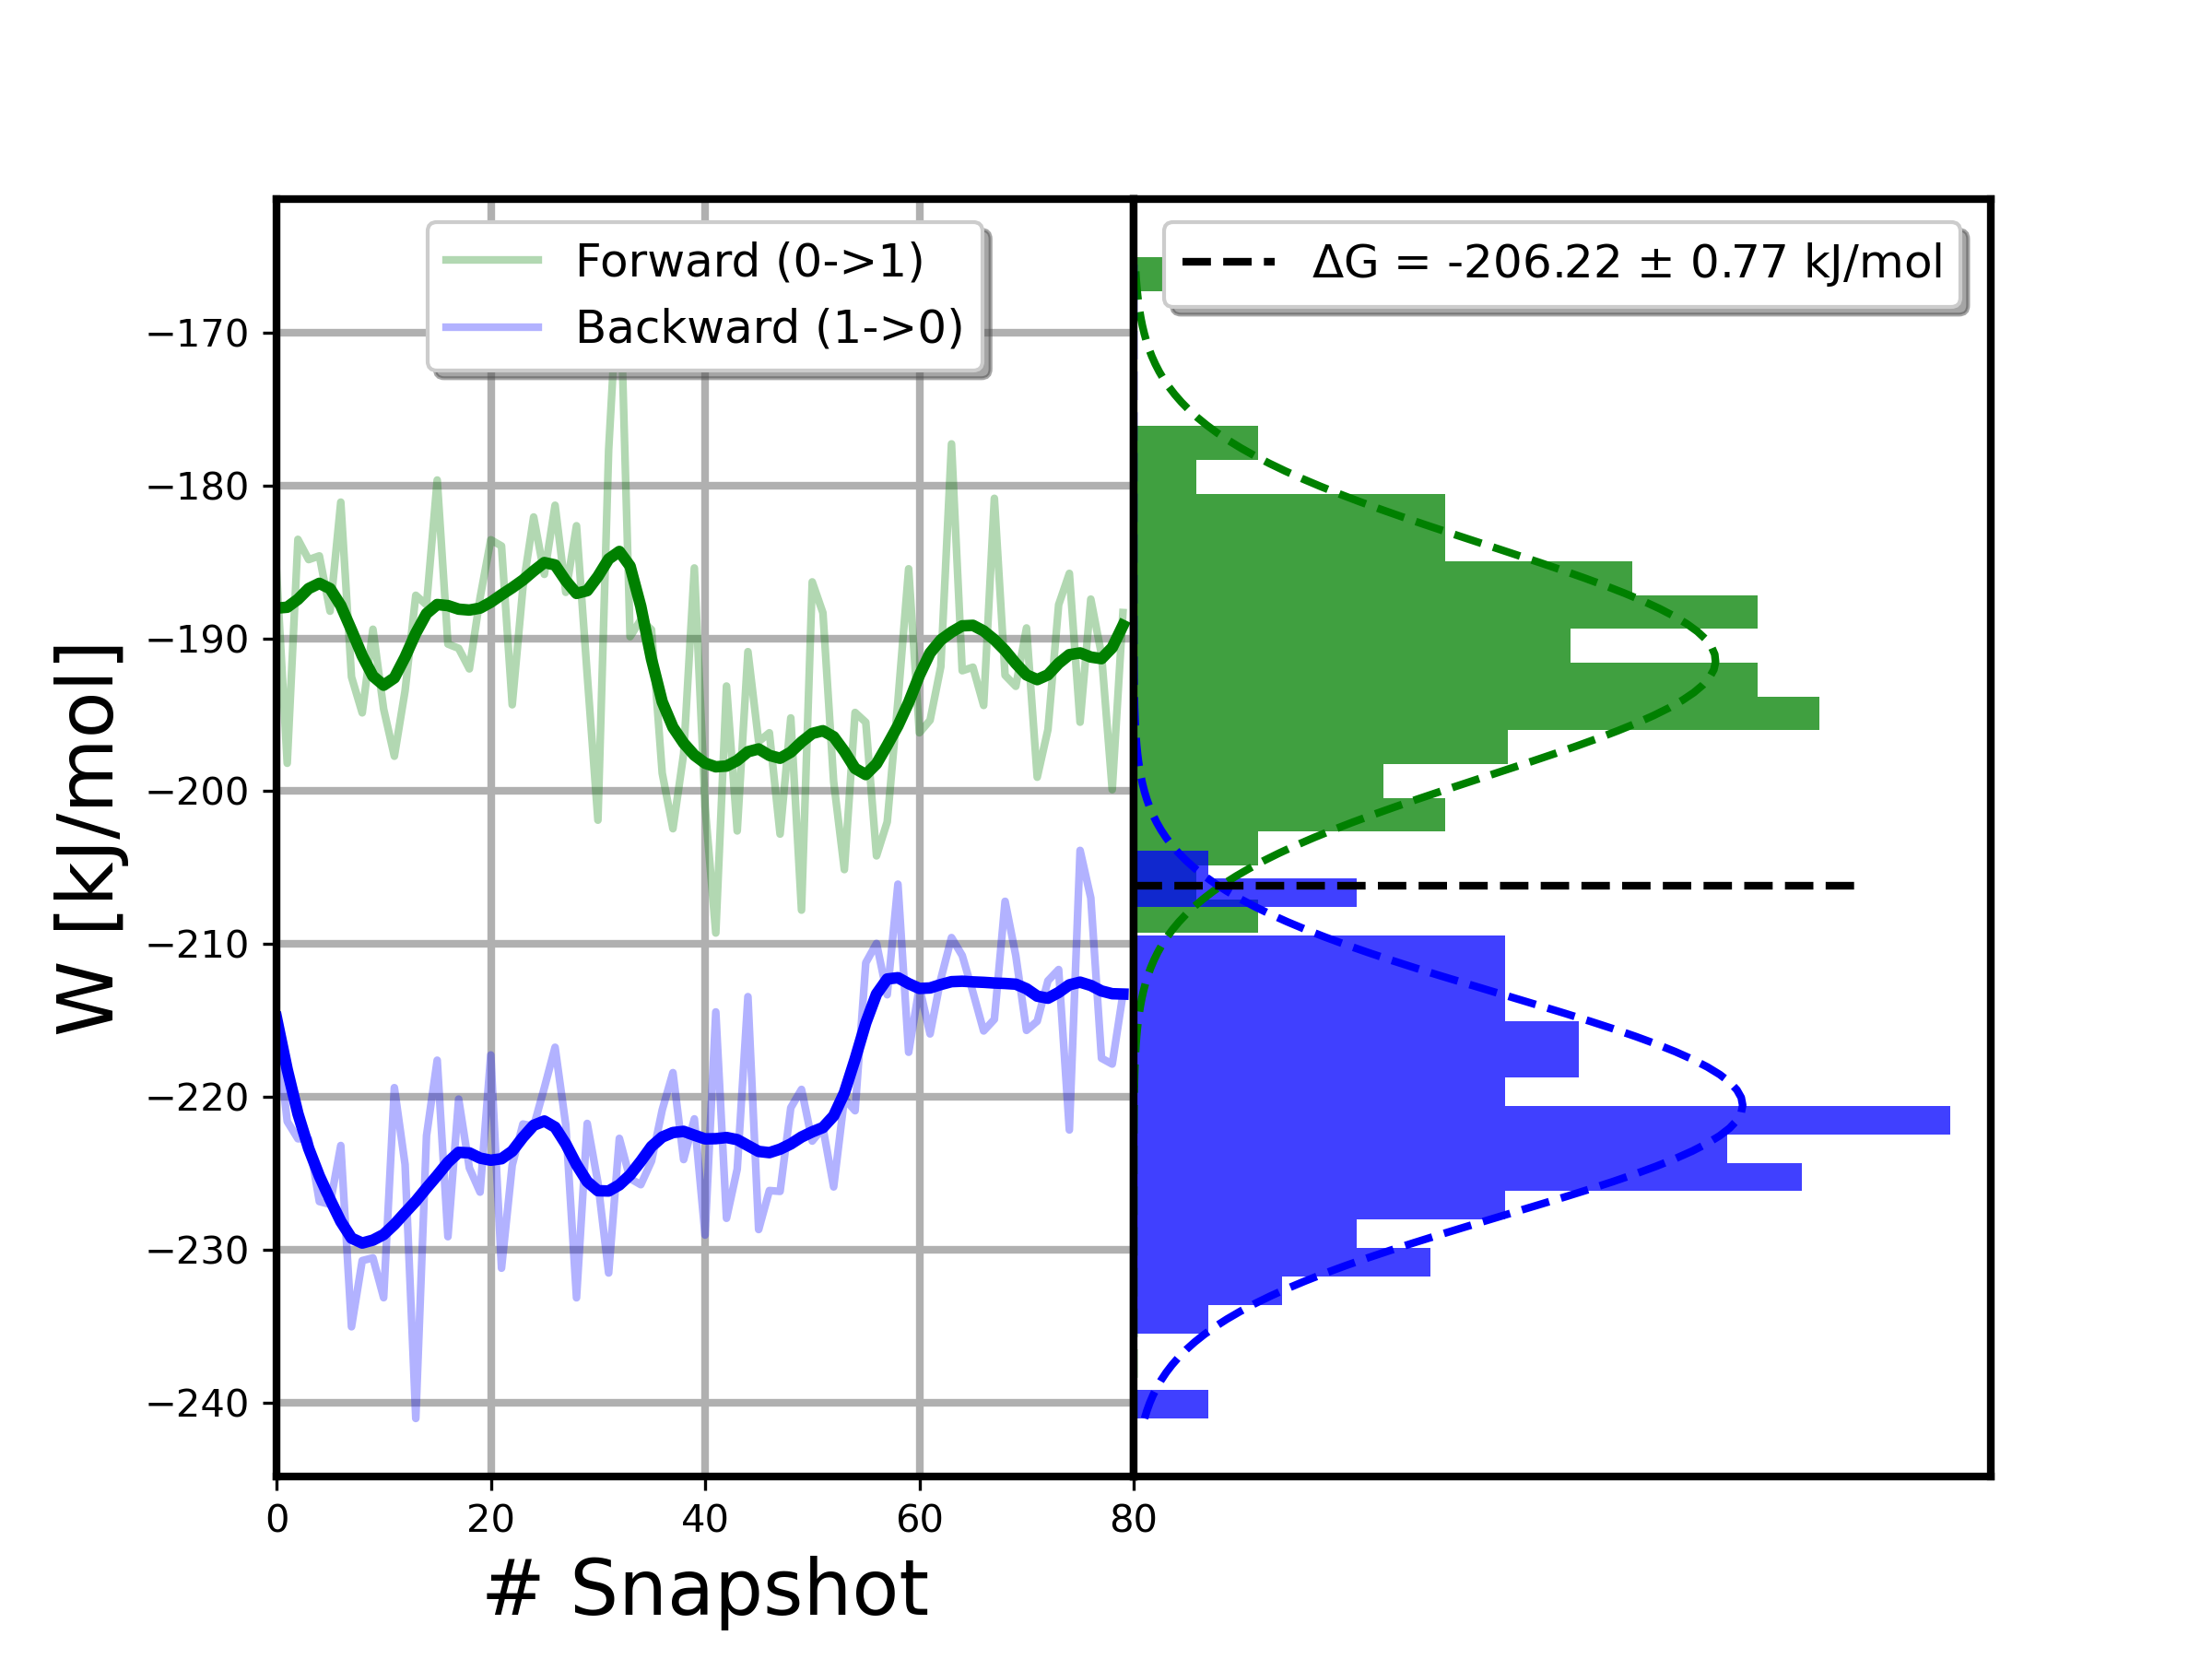 Forward (0->1)
Backward (1->0)
ΔG = -206.22 ± 0.77 kJ/mol
W [kJ/mol]
−170
−180
−190
−200
−210
−220
−230
−240
0 20 40 60 80
# Snapshot